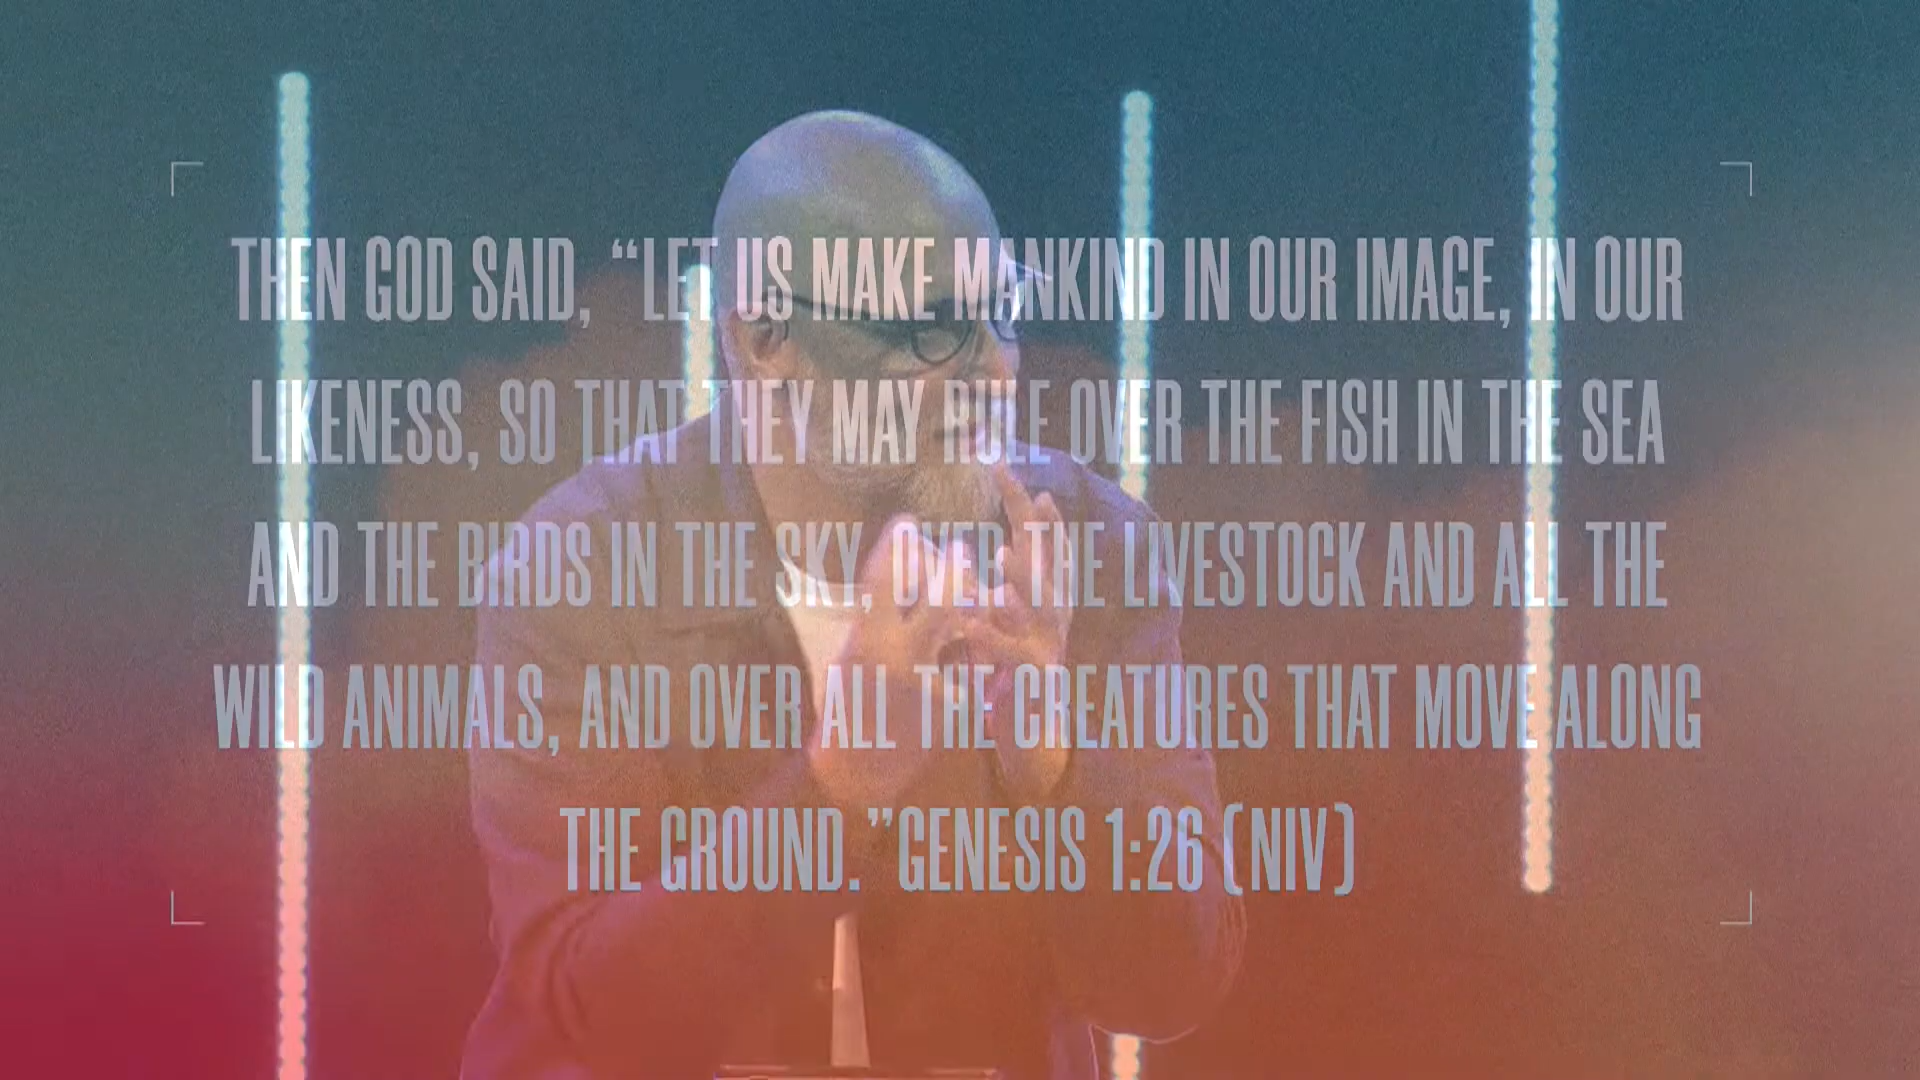 THEN GOD SAID, “LET US MAKE MANKIND IN OUR IMAGE, IN OUR
LIKENESS, SO THAT THEY MAY RULE OVER THE FISH IN THE SEA
AND THE BIRDS IN THE SKY, OVER THE LIVESTOCK AND ALL THE
WILD ANIMALS, AND OVER ALL THE CREATURES THAT MOVE ALONG
THE GROUND.”GENESIS 1:26 (NIV)